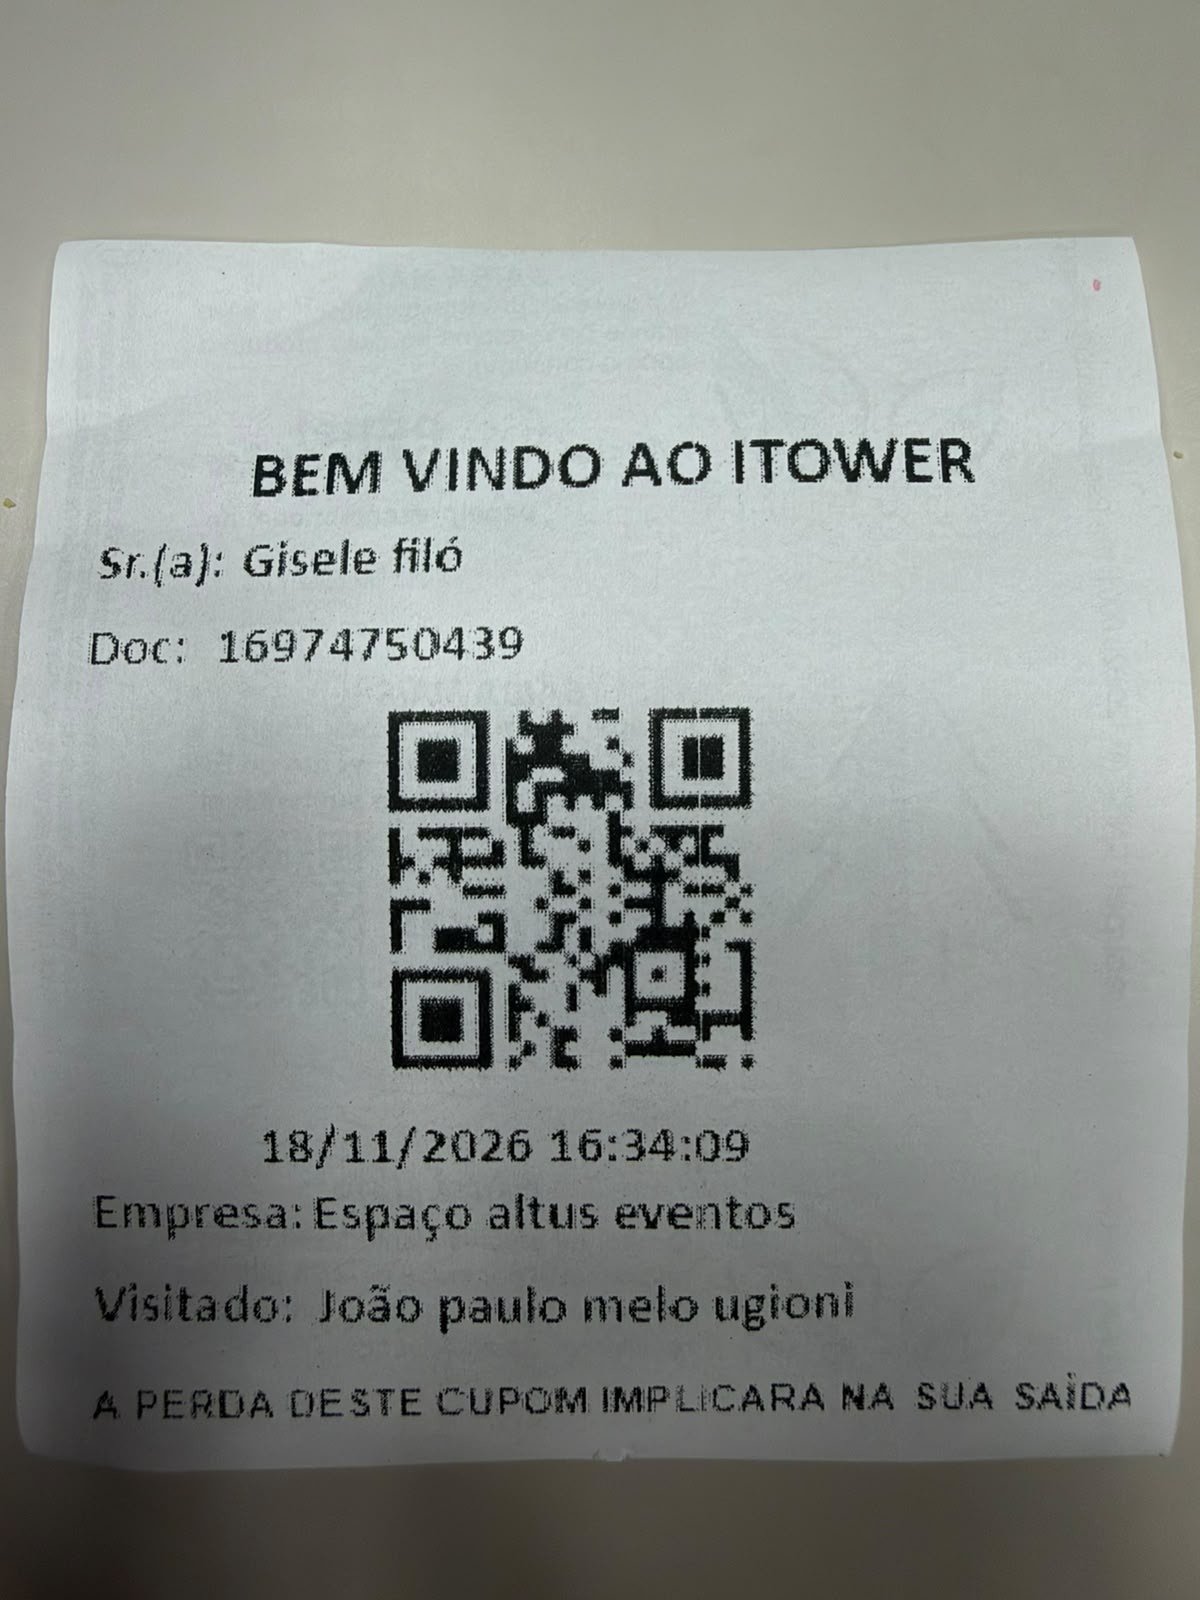 BEM VINDO AO ITOWER
Sr.(a): Gisele filó
Doc: 16974750439
18/11/2026 16:34:09
Empresa: Espaço altus eventos
Visitado: João paulo melo ugioni
A PERDA DESTE CUPOM IMPLICARA NA SUA SAÍDA